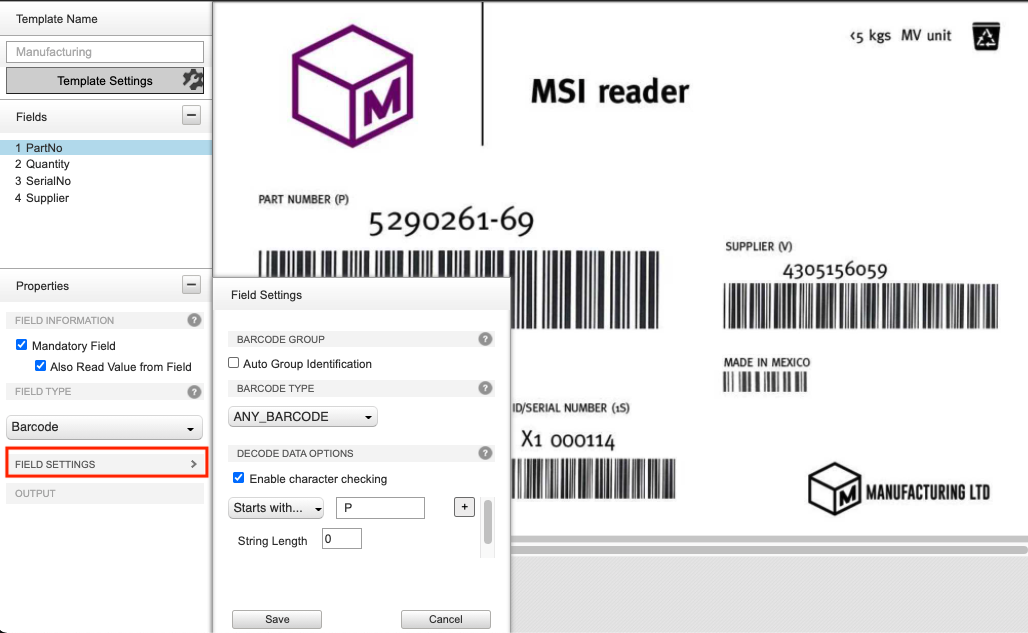 Template Name
Manufacturing
Template Settings
Fields
1 PartNo
2 Quantity
3 SerialNo
4 Supplier
Properties
FIELD INFORMATION ?
Mandatory Field
Also Read Value from Field
FIELD TYPE ?
Barcode
FIELD SETTINGS >
OUTPUT
Field Settings
BARCODE GROUP ?
Auto Group Identification
BARCODE TYPE ?
ANY_BARCODE
DECODE DATA OPTIONS ?
Enable character checking
Starts with... P +
String Length 0
Save Cancel
M
<5 kgs MV unit
MSI reader
PART NUMBER (P)
5290261-69
SUPPLIER (V)
4305156059
MADE IN MEXICO
ID/SERIAL NUMBER (1S)
X1 000114
M MANUFACTURING LTD